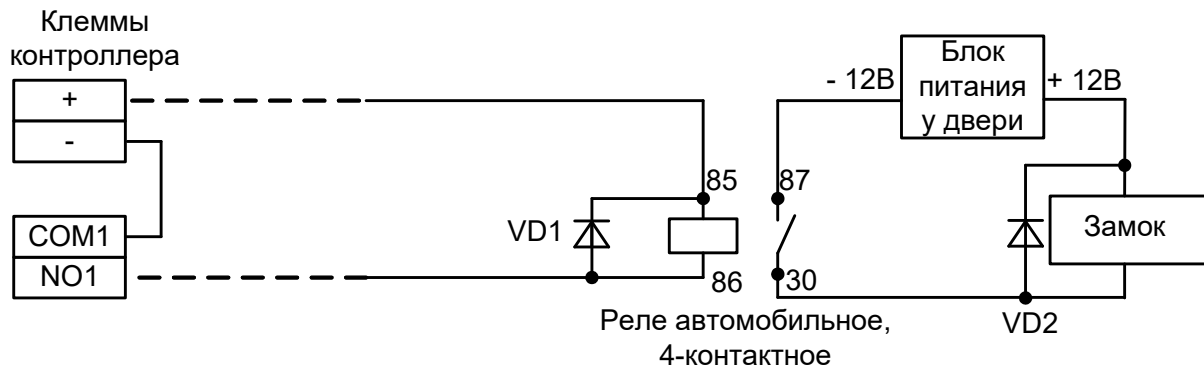 Клеммы
контроллера
+
-
COM1
NO1
VD1
85
86
87
30
Реле автомобильное,
4-контактное
- 12В
Блок
питания
у двери
+ 12В
Замок
VD2